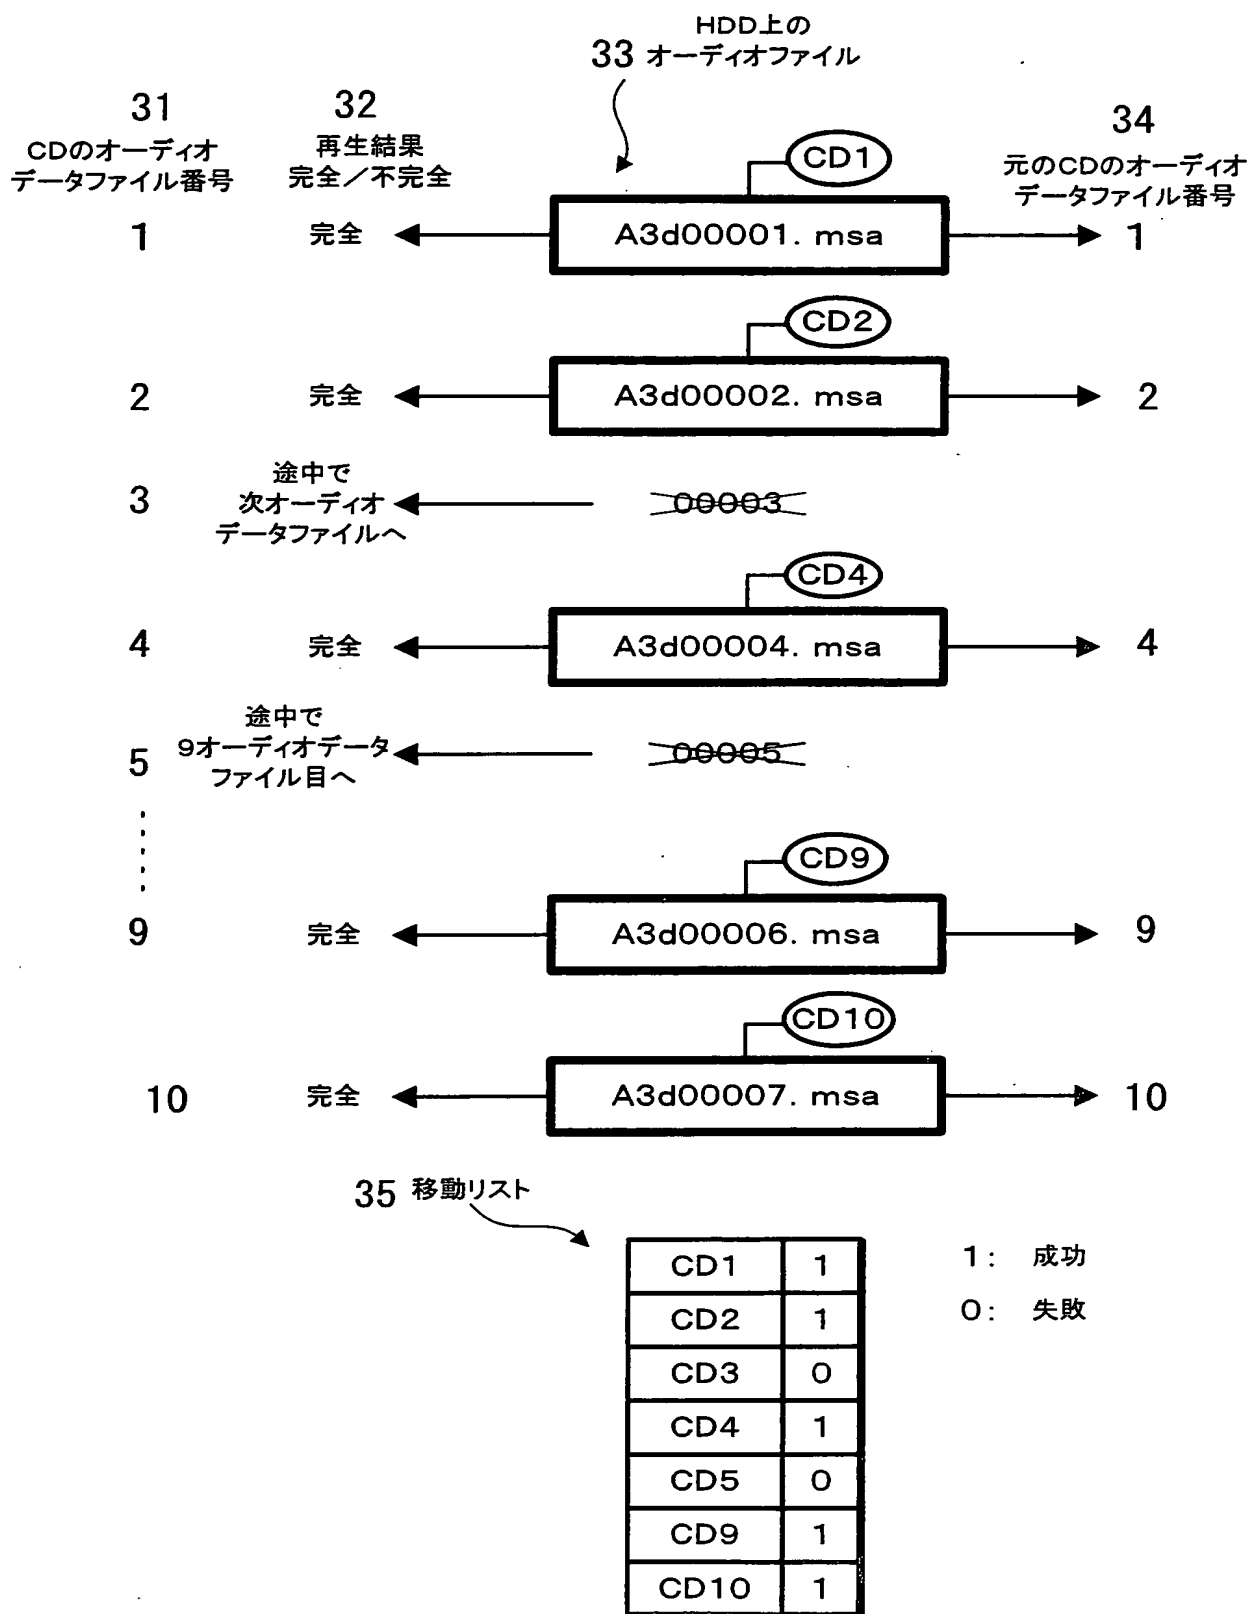 HDD上の
33 オーディオファイル
31
CDのオーディオ
データファイル番号
32
再生結果
完全／不完全
34
元のCDのオーディオ
データファイル番号
CD1
1 完全 A3d00001. msa 1
CD2
2 完全 A3d00002. msa 2
途中で
3 次オーディオ 00003
データファイルへ
CD4
4 完全 A3d00004. msa 4
途中で
5 9オーディオデータ 00005
ファイル目へ
CD9
9 完全 A3d00006. msa 9
CD10
10 完全 A3d00007. msa 10
35 移動リスト
CD1 1
CD2 1
CD3 0
CD4 1
CD5 0
CD9 1
CD10 1
1: 成功
0: 失敗